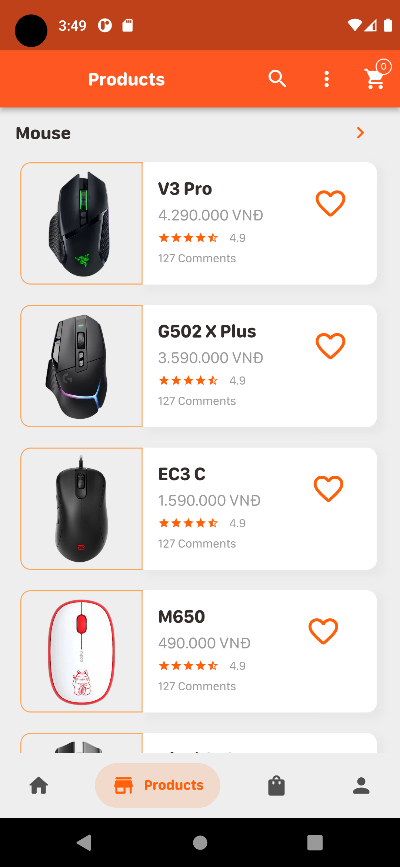 3:49
Products
0
Mouse
V3 Pro
4.290.000 VNĐ
4.9
127 Comments
G502 X Plus
3.590.000 VNĐ
4.9
127 Comments
EC3 C
1.590.000 VNĐ
4.9
127 Comments
M650
490.000 VNĐ
4.9
127 Comments
Products